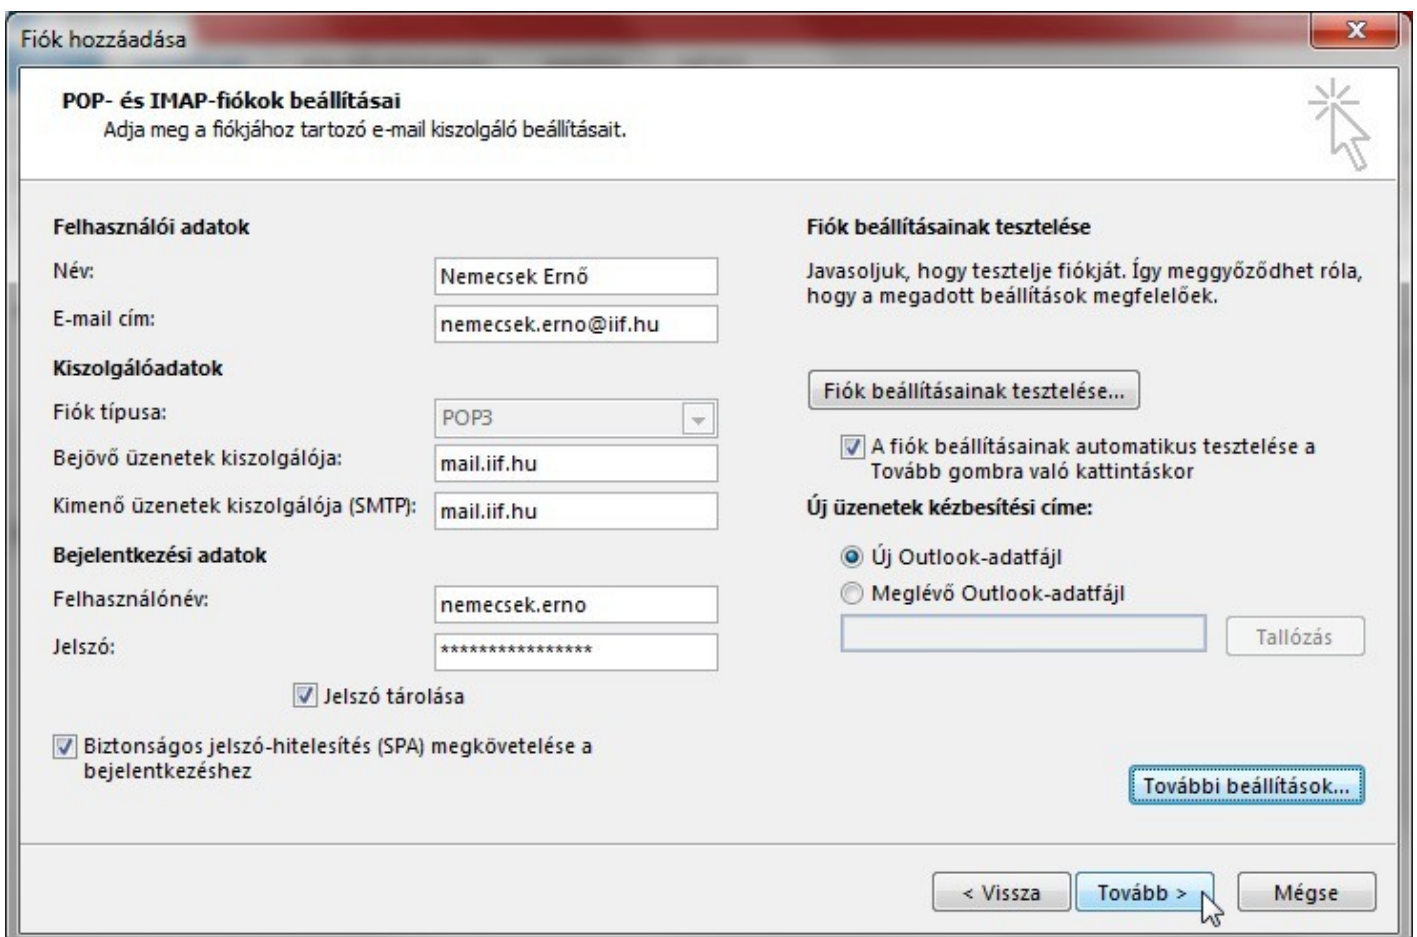 Fiók hozzáadása
POP- és IMAP-fiókok beállításai
Adja meg a fiókjához tartozó e-mail kiszolgáló beállításait.
Felhasználói adatok
Név:
Nemecsek Ernő
E-mail cím:
nemecsek.erno@iif.hu
Kiszolgálóadatok
Fiók típusa:
POP3
Bejövő üzenetek kiszolgálója:
mail.iif.hu
Kimenő üzenetek kiszolgálója (SMTP):
mail.iif.hu
Bejelentkezési adatok
Felhasználónév:
nemecsek.erno
Jelszó:
****************
Jelszó tárolása
Biztonságos jelszó-hitelesítés (SPA) megkövetelése a
bejelentkezéshez
Fiók beállításainak tesztelése
Javasoljuk, hogy tesztelje fiókját. Így meggyőződhet róla,
hogy a megadott beállítások megfelelőek.
Fiók beállításainak tesztelése...
A fiók beállításainak automatikus tesztelése a
Tovább gombra való kattintáskor
Új üzenetek kézbesítési címe:
Új Outlook-adatfájl
Meglévő Outlook-adatfájl
Tallózás
További beállítások...
< Vissza
Tovább >
Mégse